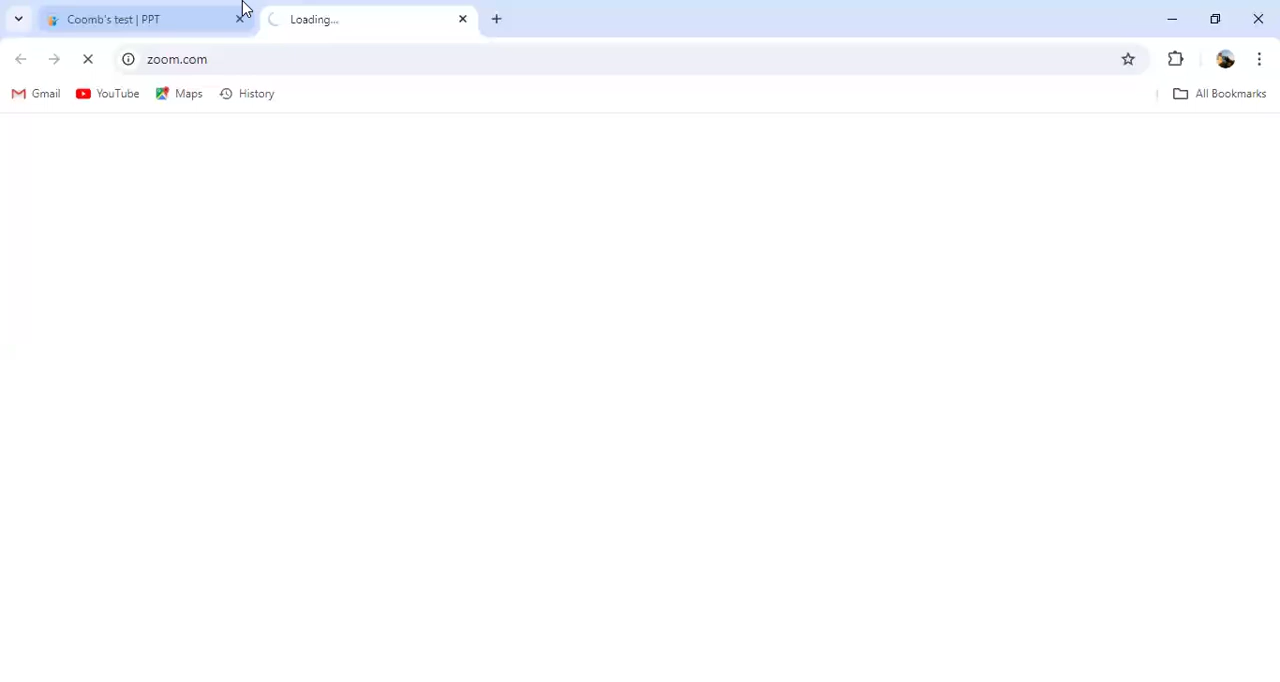 Coomb's test | PPT
Loading...
zoom.com
Gmail
YouTube
Maps
History
All Bookmarks